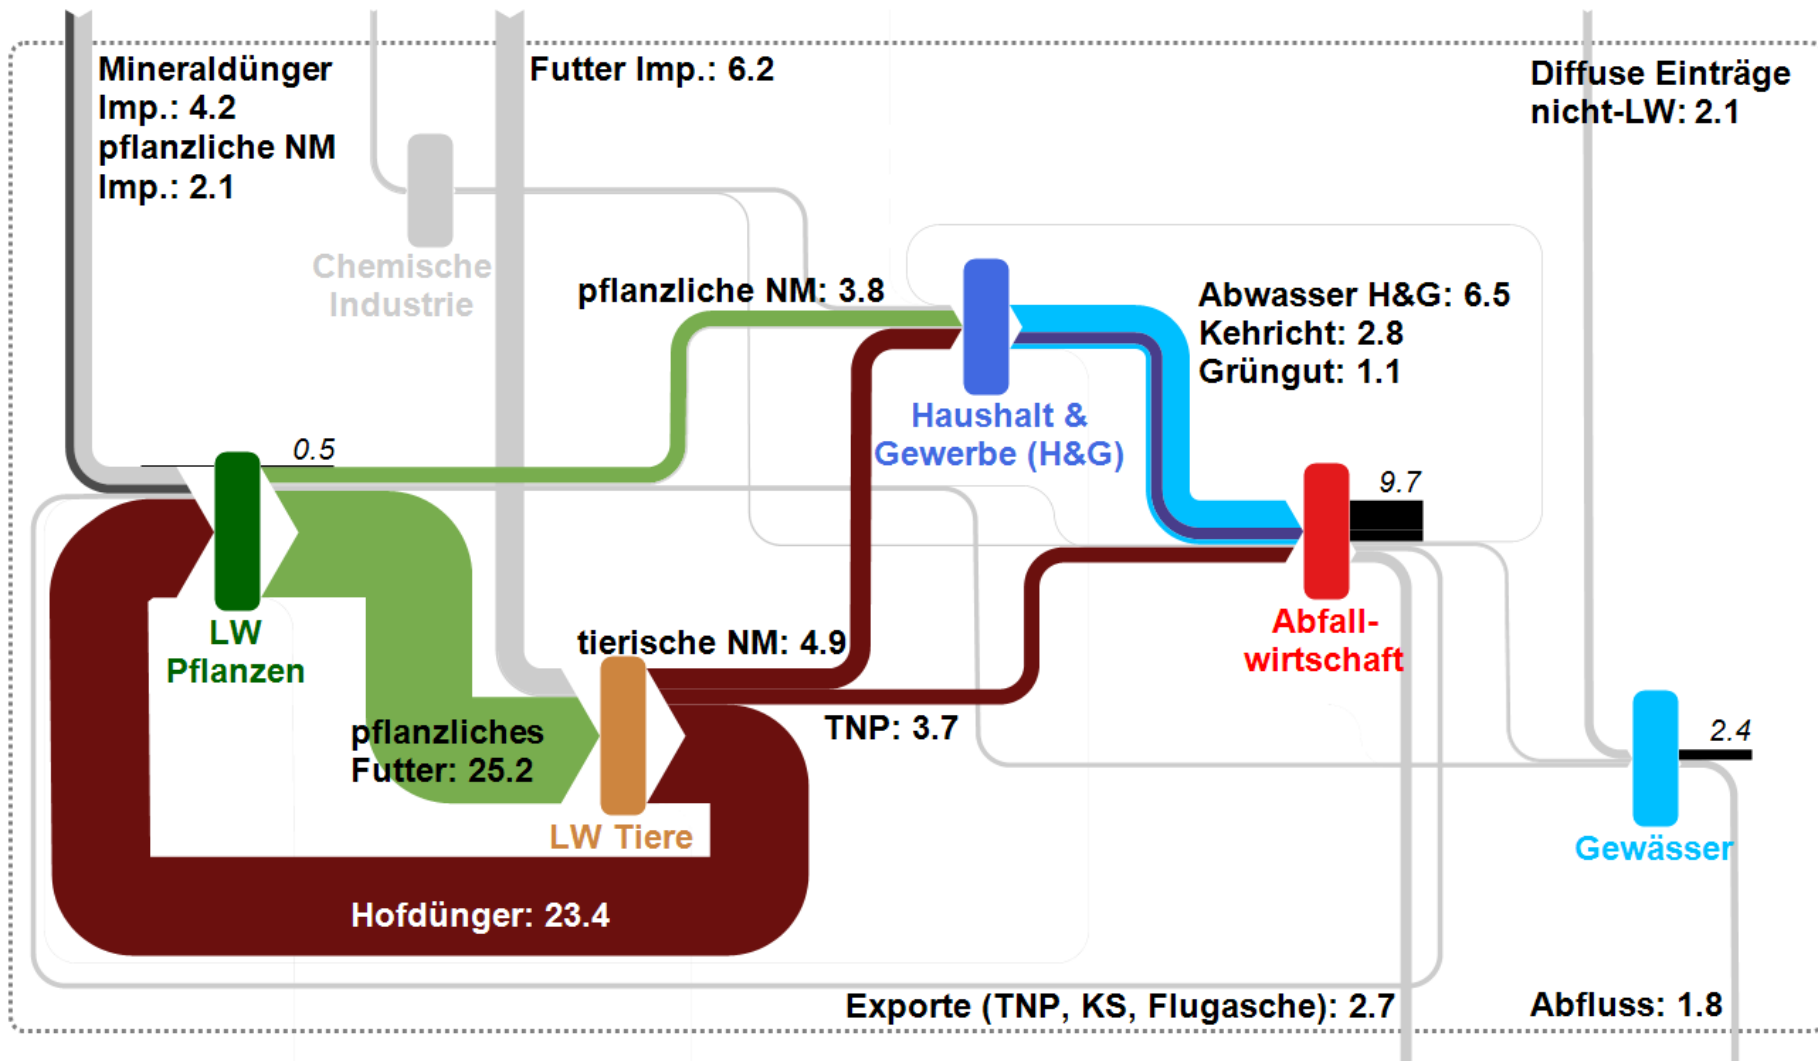 Mineraldünger
Imp.: 4.2
pflanzliche NM
Imp.: 2.1
Futter Imp.: 6.2
Diffuse Einträge
nicht-LW: 2.1
Chemische
Industrie
pflanzliche NM: 3.8
Abwasser H&G: 6.5
Kehricht: 2.8
Grüngut: 1.1
Haushalt &
Gewerbe (H&G)
0.5
9.7
LW
Pflanzen
tierische NM: 4.9
Abfall-
wirtschaft
TNP: 3.7
pflanzliches
Futter: 25.2
2.4
LW Tiere
Gewässer
Hofdünger: 23.4
Exporte (TNP, KS, Flugasche): 2.7
Abfluss: 1.8